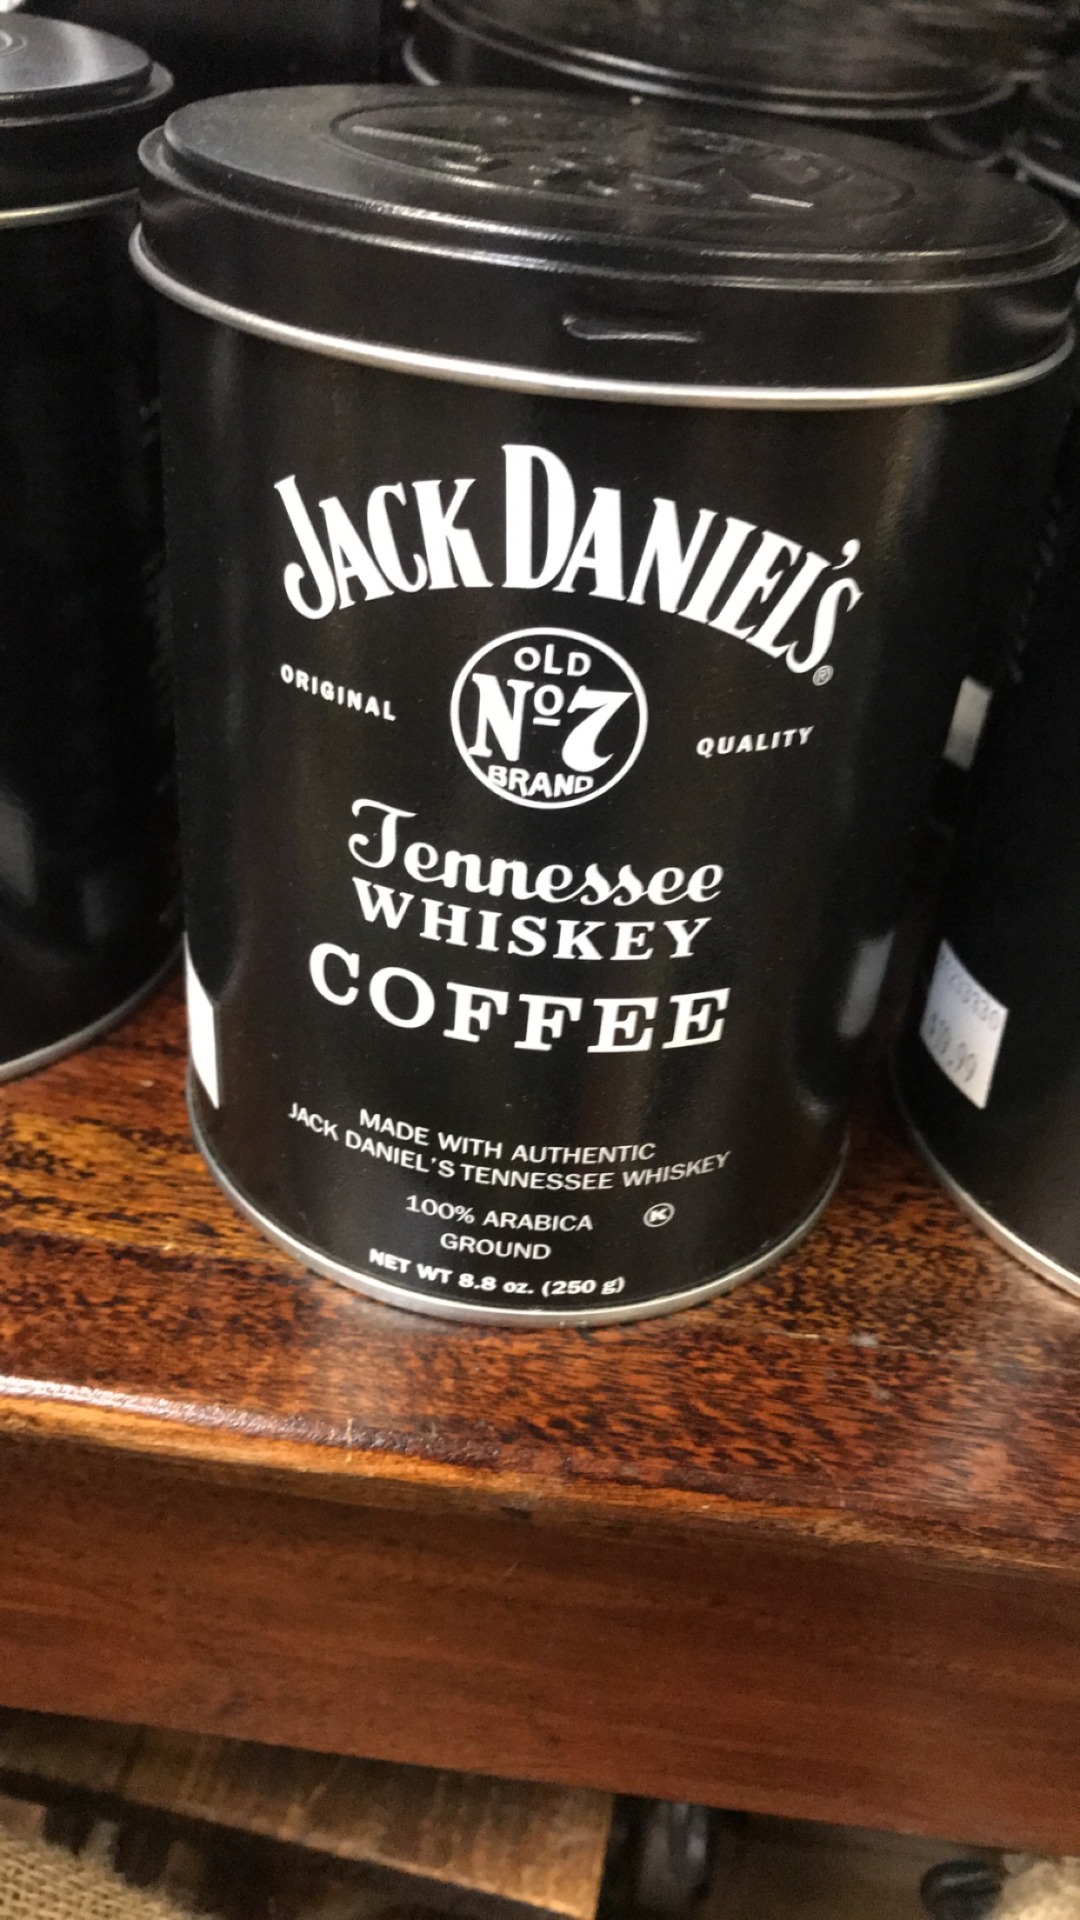 JACK DANIEL'S®
OLD
ORIGINAL Nº7 QUALITY
BRAND
Tennessee
WHISKEY
COFFEE
MADE WITH AUTHENTIC
JACK DANIEL'S TENNESSEE WHISKEY
100% ARABICA K
GROUND
NET WT 8.8 oz. (250 g)